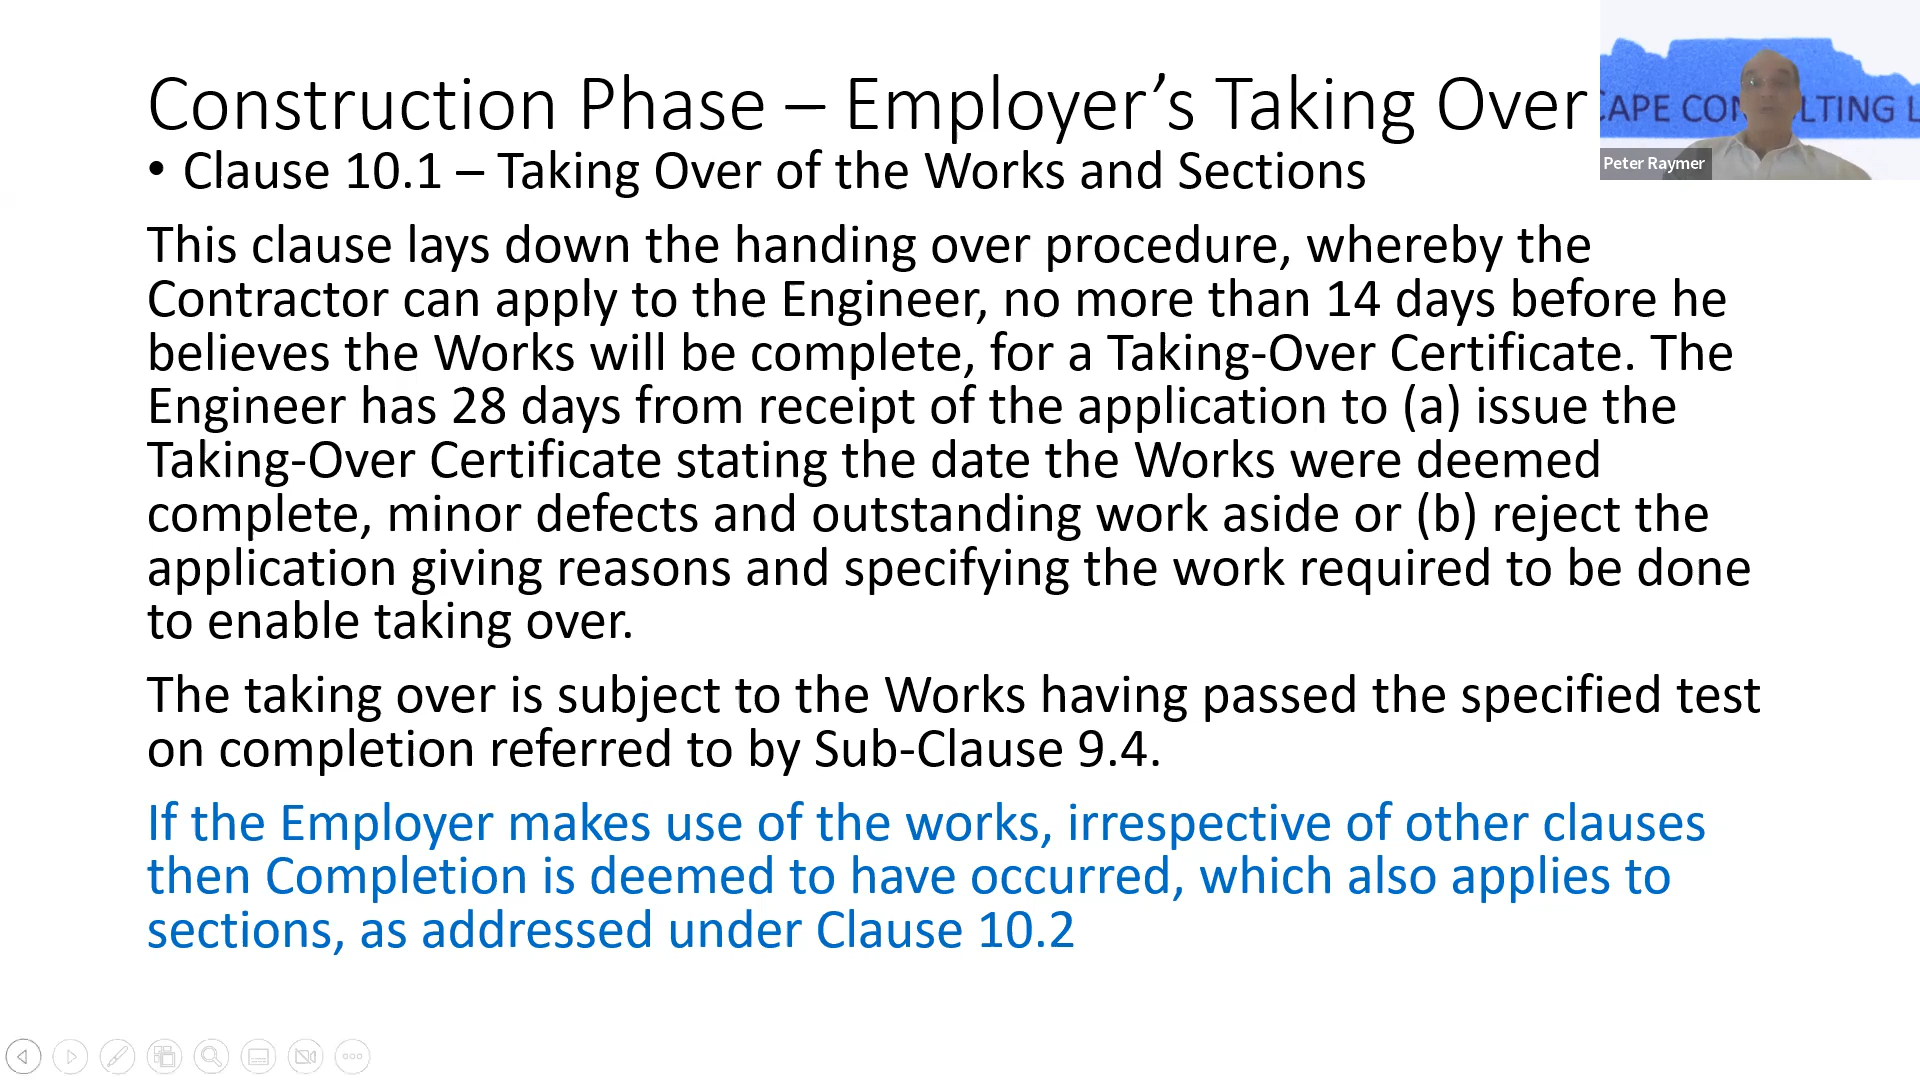 Construction Phase – Employer’s Taking Over
• Clause 10.1 – Taking Over of the Works and Sections
This clause lays down the handing over procedure, whereby the
Contractor can apply to the Engineer, no more than 14 days before he
believes the Works will be complete, for a Taking-Over Certificate. The
Engineer has 28 days from receipt of the application to (a) issue the
Taking-Over Certificate stating the date the Works were deemed
complete, minor defects and outstanding work aside or (b) reject the
application giving reasons and specifying the work required to be done
to enable taking over.
The taking over is subject to the Works having passed the specified test
on completion referred to by Sub-Clause 9.4.
If the Employer makes use of the works, irrespective of other clauses
then Completion is deemed to have occurred, which also applies to
sections, as addressed under Clause 10.2
CAPE CON LTING L
Peter Raymer